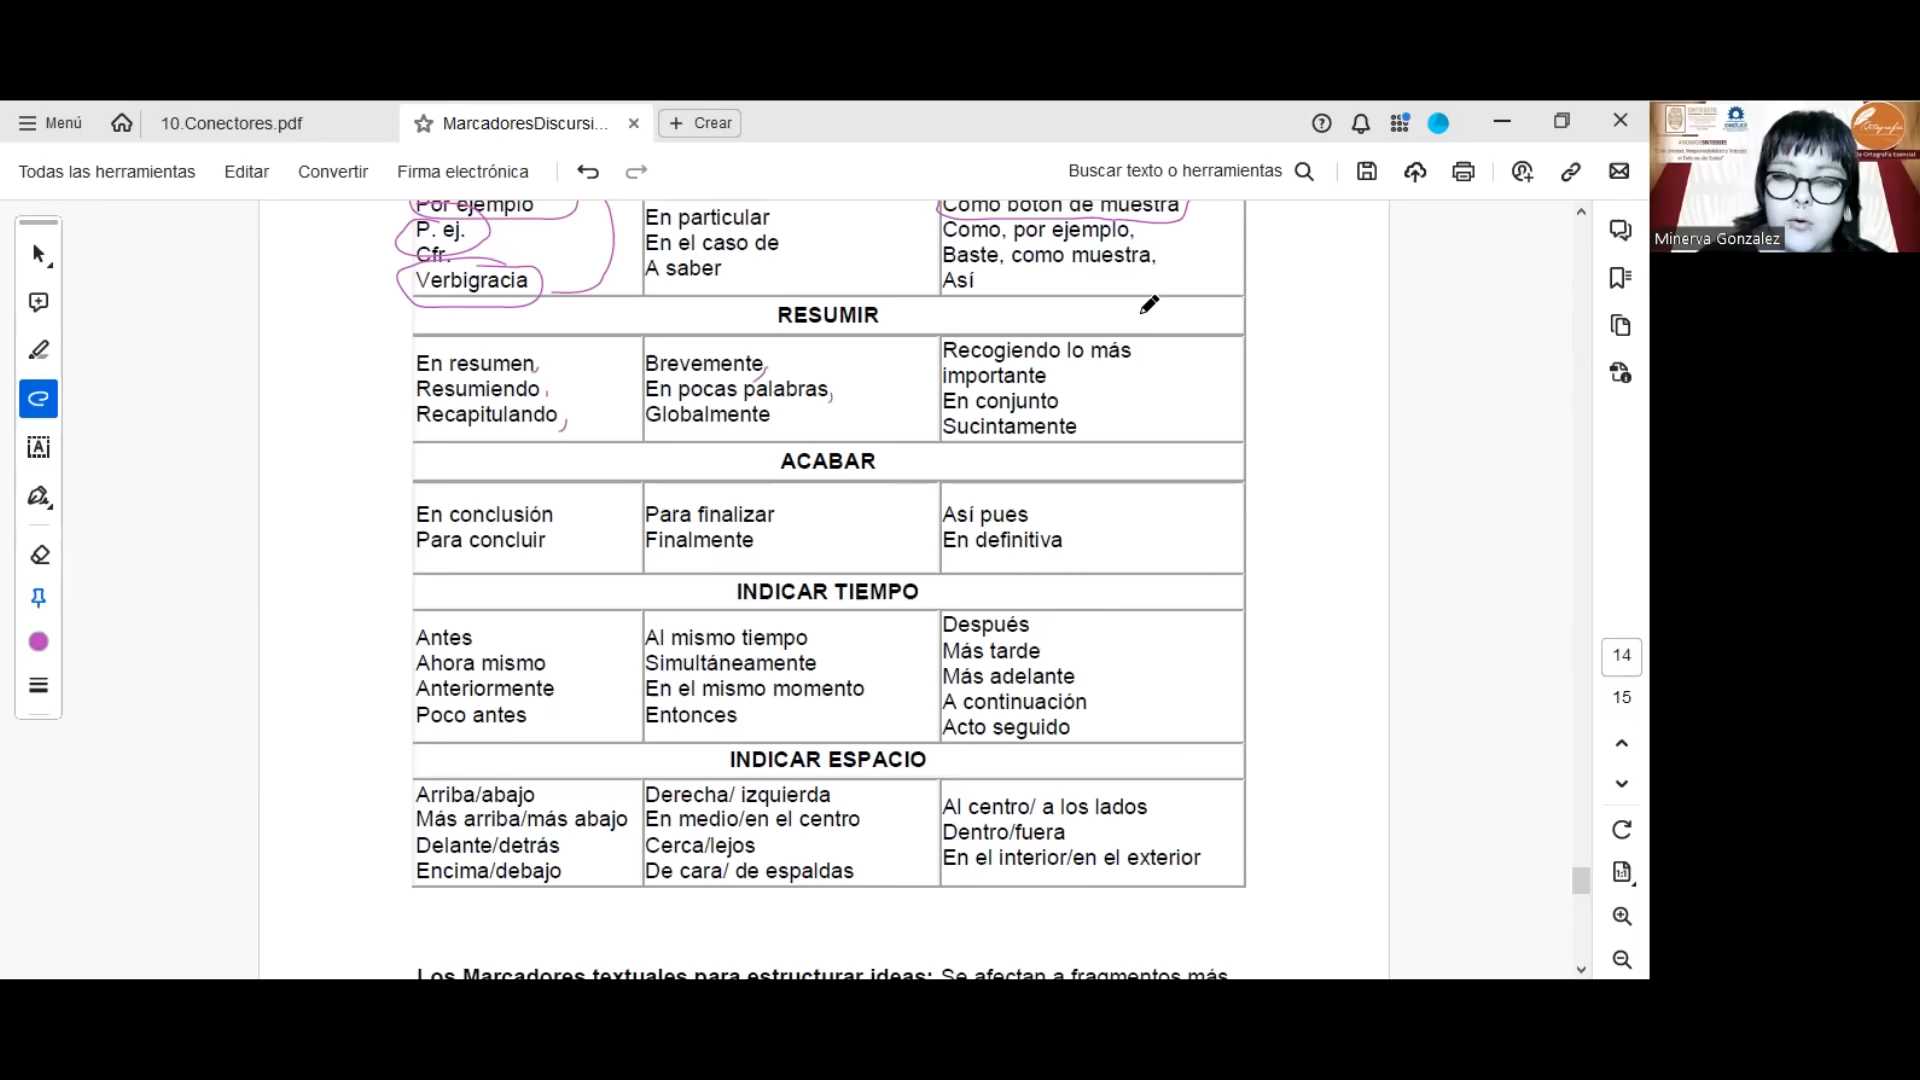 Menú
10.Conectores.pdf
MarcadoresDiscursi...
Crear
Todas las herramientas
Editar
Convertir
Firma electrónica
Buscar texto o herramientas
Por ejemplo
P. ej.
Cfr.
Verbigracia
En particular
En el caso de
A saber
Como botón de muestra
Como, por ejemplo,
Baste, como muestra,
Así
RESUMIR
En resumen,
Resumiendo,
Recapitulando,
Brevemente,
En pocas palabras,
Globalmente
Recogiendo lo más
importante
En conjunto
Sucintamente
ACABAR
En conclusión
Para concluir
Para finalizar
Finalmente
Así pues
En definitiva
INDICAR TIEMPO
Antes
Ahora mismo
Anteriormente
Poco antes
Al mismo tiempo
Simultáneamente
En el mismo momento
Entonces
Después
Más tarde
Más adelante
A continuación
Acto seguido
INDICAR ESPACIO
Arriba/abajo
Más arriba/más abajo
Delante/detrás
Encima/debajo
Derecha/ izquierda
En medio/en el centro
Cerca/lejos
De cara/ de espaldas
Al centro/ a los lados
Dentro/fuera
En el interior/en el exterior
Los Marcadores textuales para estructurar ideas: Se afectan a fragmentos más
14
15
1:1
Ortografía
Minerva Gonzalez